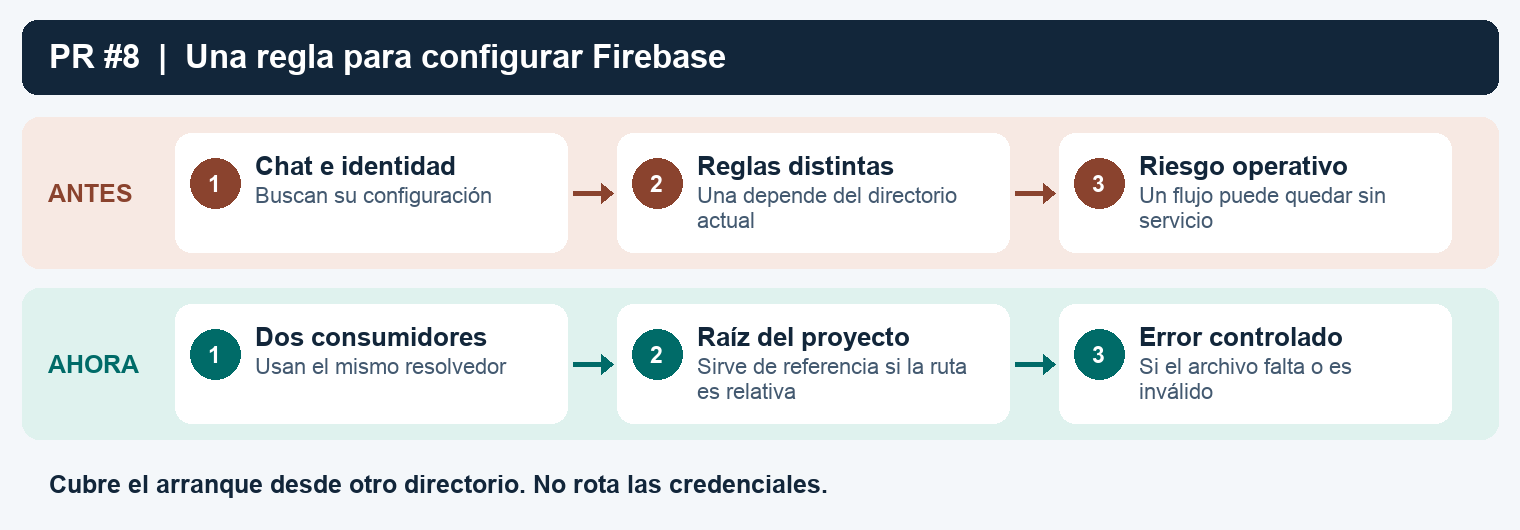 PR #8 | Una regla para configurar Firebase
ANTES
1
Chat e identidad
Buscan su configuración
2
Reglas distintas
Una depende del directorio
actual
3
Riesgo operativo
Un flujo puede quedar sin
servicio
AHORA
1
Dos consumidores
Usan el mismo resolvedor
2
Raíz del proyecto
Sirve de referencia si la ruta
es relativa
3
Error controlado
Si el archivo falta o es
inválido
Cubre el arranque desde otro directorio. No rota las credenciales.